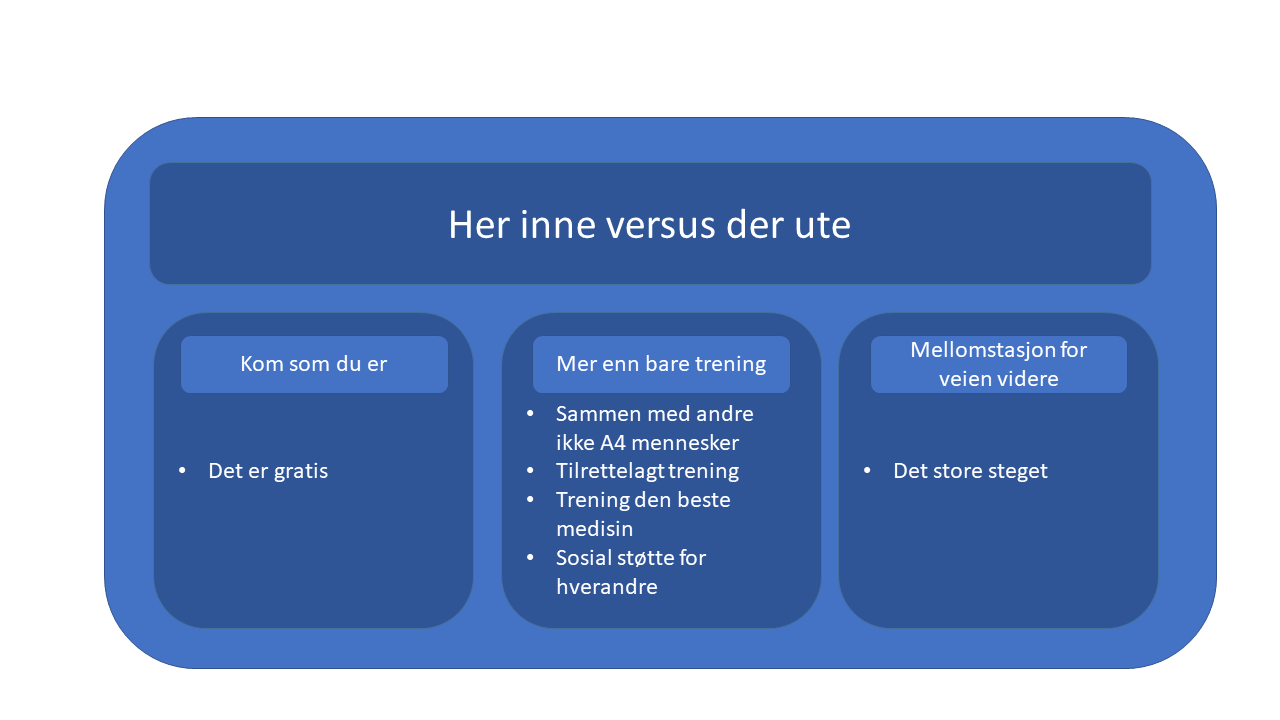 Her inne versus der ute
Kom som du er
• Det er gratis
Mer enn bare trening
• Sammen med andre
ikke A4 mennesker
• Tilrettelagt trening
• Trening den beste
medisin
• Sosial støtte for
hverandre
Mellomstasjon for
veien videre
• Det store steget